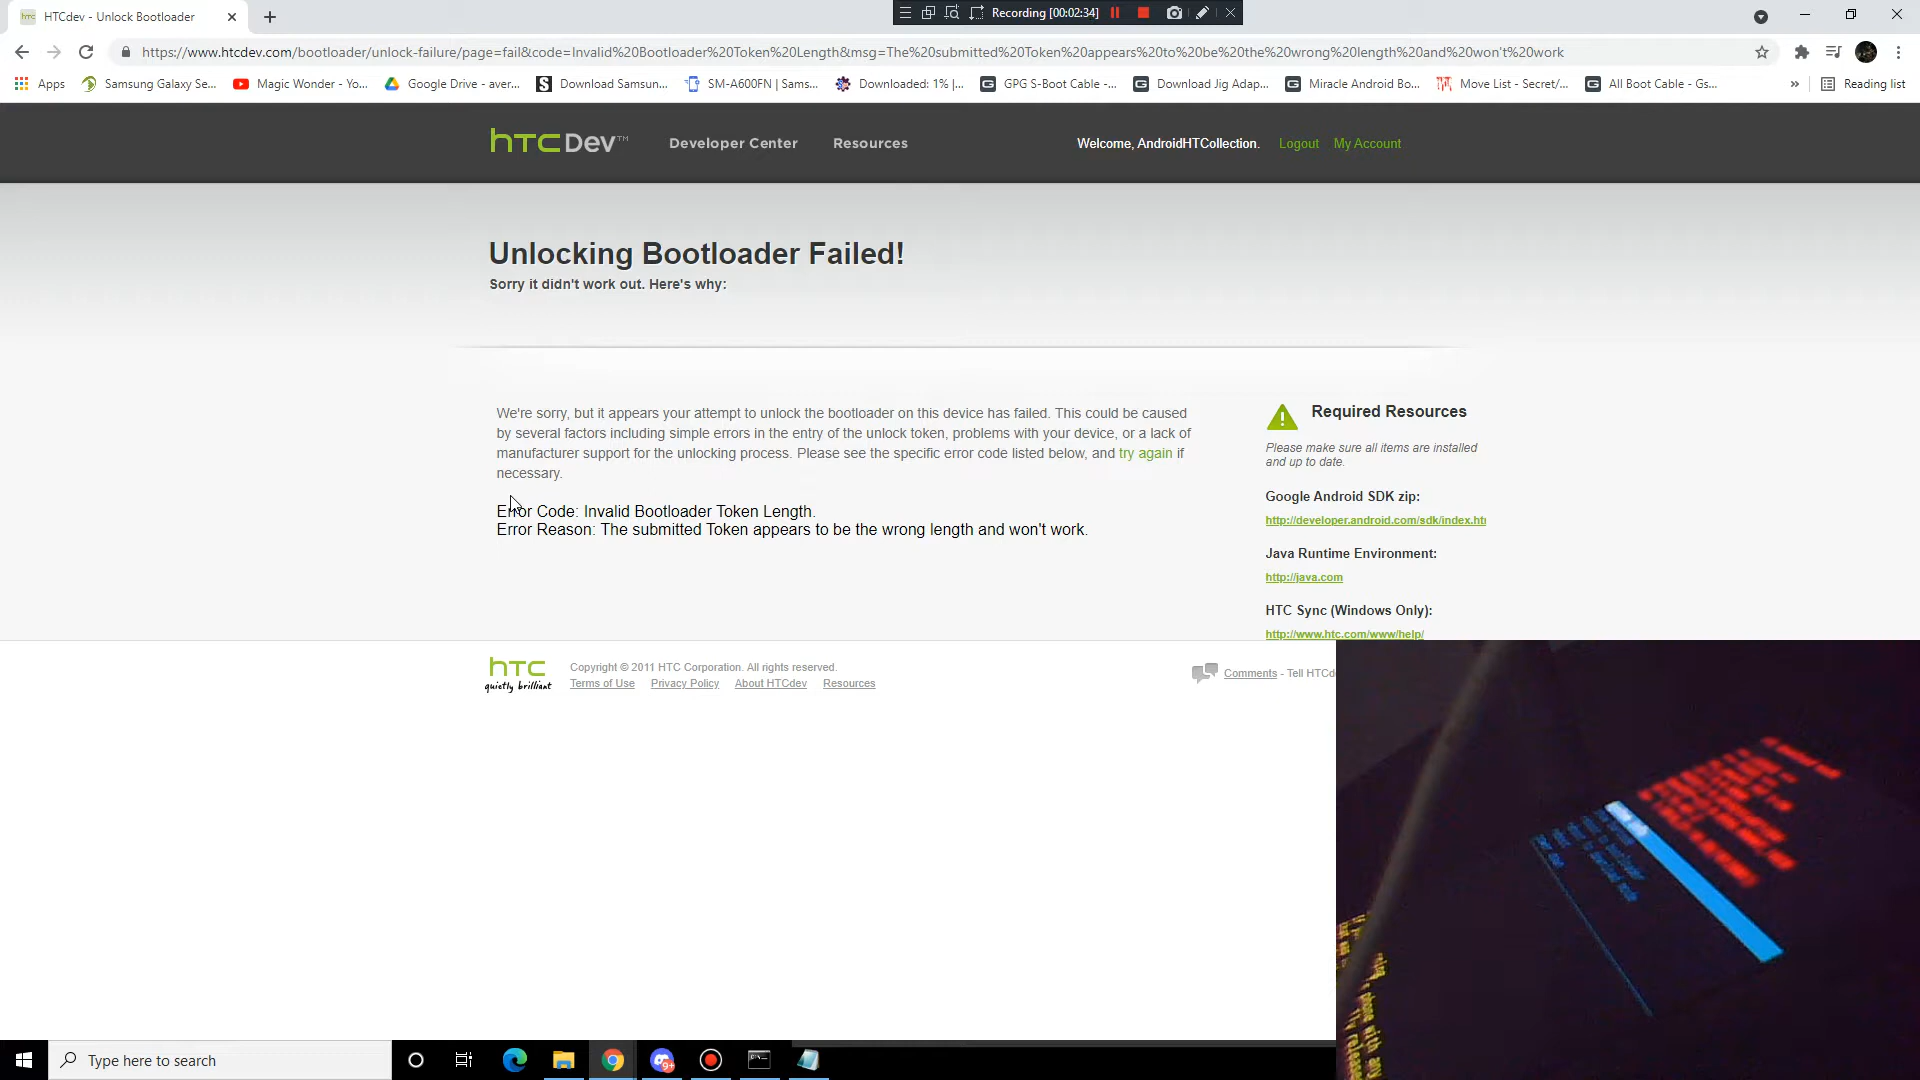 HTCdev - Unlock Bootloader
Recording [00:02:34]
https://www.htcdev.com/bootloader/unlock-failure/page=fail&code=Invalid%20Bootloader%20Token%20Length&msg=The%20submitted%20Token%20appears%20to%20be%20the%20wrong%20length%20and%20won't%20work
Apps Samsung Galaxy Se... Magic Wonder - Yo... Google Drive - aver... Download Samsun... SM-A600FN | Sams... Downloaded: 1% |... GPG S-Boot Cable -... Download Jig Adap... Miracle Android Bo... Move List - Secret/... All Boot Cable - Gs... » Reading list
hTC Dev™ Developer Center Resources Welcome, AndroidHTCollection. Logout My Account
Unlocking Bootloader Failed!
Sorry it didn't work out. Here's why:
We're sorry, but it appears your attempt to unlock the bootloader on this device has failed. This could be caused
by several factors including simple errors in the entry of the unlock token, problems with your device, or a lack of
manufacturer support for the unlocking process. Please see the specific error code listed below, and try again if
necessary.
Error Code: Invalid Bootloader Token Length.
Error Reason: The submitted Token appears to be the wrong length and won't work.
Required Resources
Please make sure all items are installed
and up to date.
Google Android SDK zip:
http://developer.android.com/sdk/index.ht
Java Runtime Environment:
http://java.com
HTC Sync (Windows Only):
http://www.htc.com/www/help/
hTC
quietly brilliant
Copyright © 2011 HTC Corporation. All rights reserved.
Terms of Use Privacy Policy About HTCdev Resources
Comments - Tell HTCd
Type here to search
9+